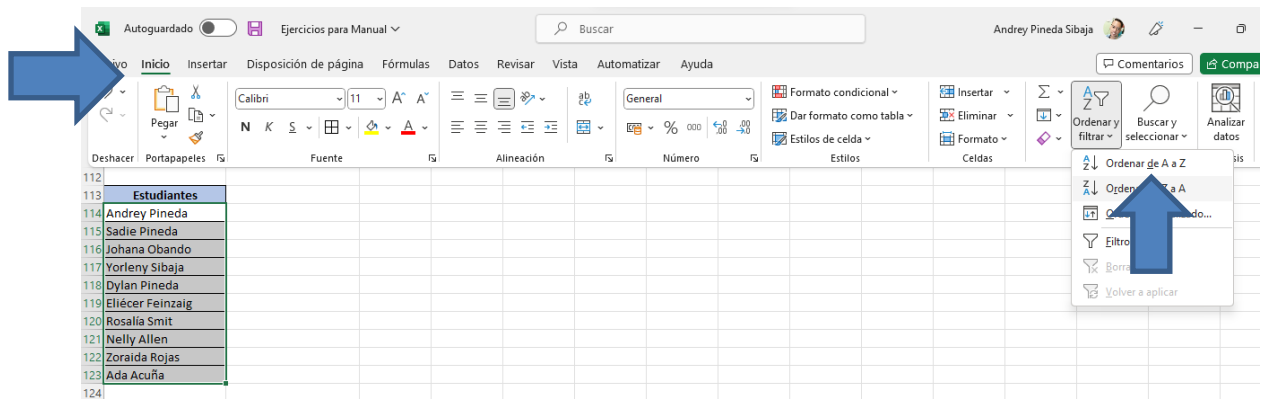 Autoguardado Ejercicios para Manual Buscar Andrey Pineda Sibaja
Inicio Insertar Disposición de página Fórmulas Datos Revisar Vista Automatizar Ayuda Comentarios Compa
Pegar Calibri 11 General Formato condicional Insertar
N K S % 000 Dar formato como tabla Eliminar Ordenar y Buscar y Analizar
Estilos de celda Formato filtrar seleccionar datos
Deshacer Portapapeles Fuente Alineación Número Estilos Celdas
Ordenar de A a Z
112
113 Estudiantes
Z a A
114 Andrey Pineda
115 Sadie Pineda
116 Johana Obando
Filtro
117 Yorleny Sibaja
118 Dylan Pineda
119 Eliécer Feinzaig
Volver a aplicar
120 Rosalía Smit
121 Nelly Allen
122 Zoraida Rojas
123 Ada Acuña
124